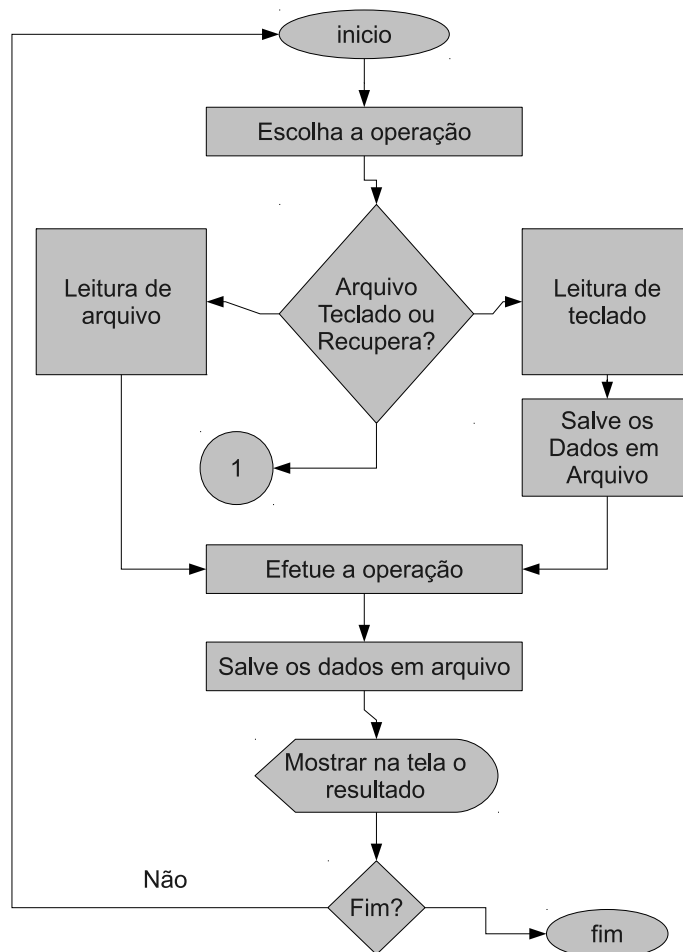 inicio
Escolha a operação
Leitura de
arquivo
Arquivo
Teclado ou
Recupera?
Leitura de
teclado
Salve os
Dados em
Arquivo
1
Efetue a operação
Salve os dados em arquivo
Mostrar na tela o
resultado
Não
Fim?
fim